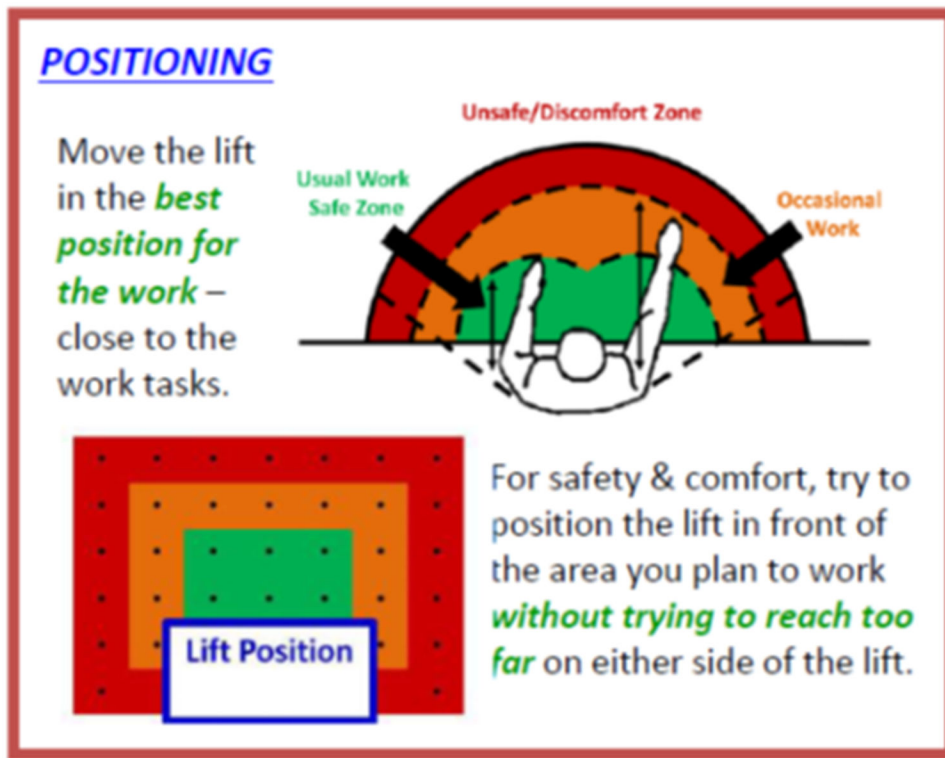 POSITIONING
Move the lift
in the best
position for
the work –
close to the
work tasks.
Unsafe/Discomfort Zone
Usual Work
Safe Zone
Occasional
Work
Lift Position
For safety & comfort, try to
position the lift in front of
the area you plan to work
without trying to reach too
far on either side of the lift.